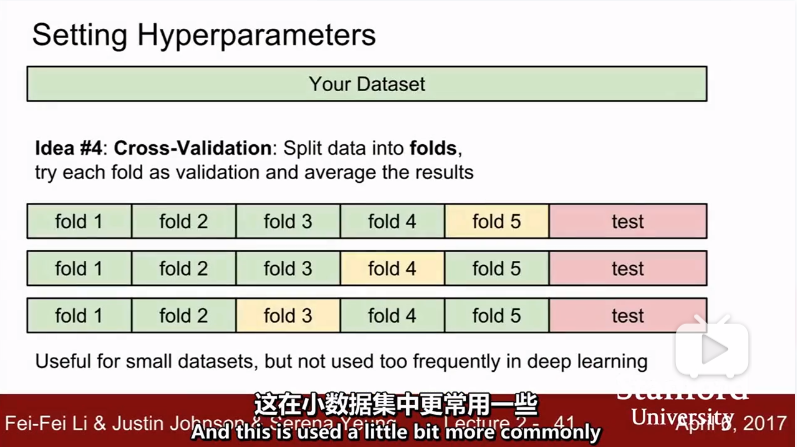 Setting Hyperparameters
Your Dataset
Idea #4: Cross-Validation: Split data into folds,
try each fold as validation and average the results
fold 1 fold 2 fold 3 fold 4 fold 5 test
fold 1 fold 2 fold 3 fold 4 fold 5 test
fold 1 fold 2 fold 3 fold 4 fold 5 test
Useful for small datasets, but not used too frequently in deep learning
这在小数据集中更常用一些
Stanford
University
Fei-Fei Li & Justin Johnson & Serena Yeung Lecture 2 - 41 April 6, 2017
And this is used a little bit more commonly